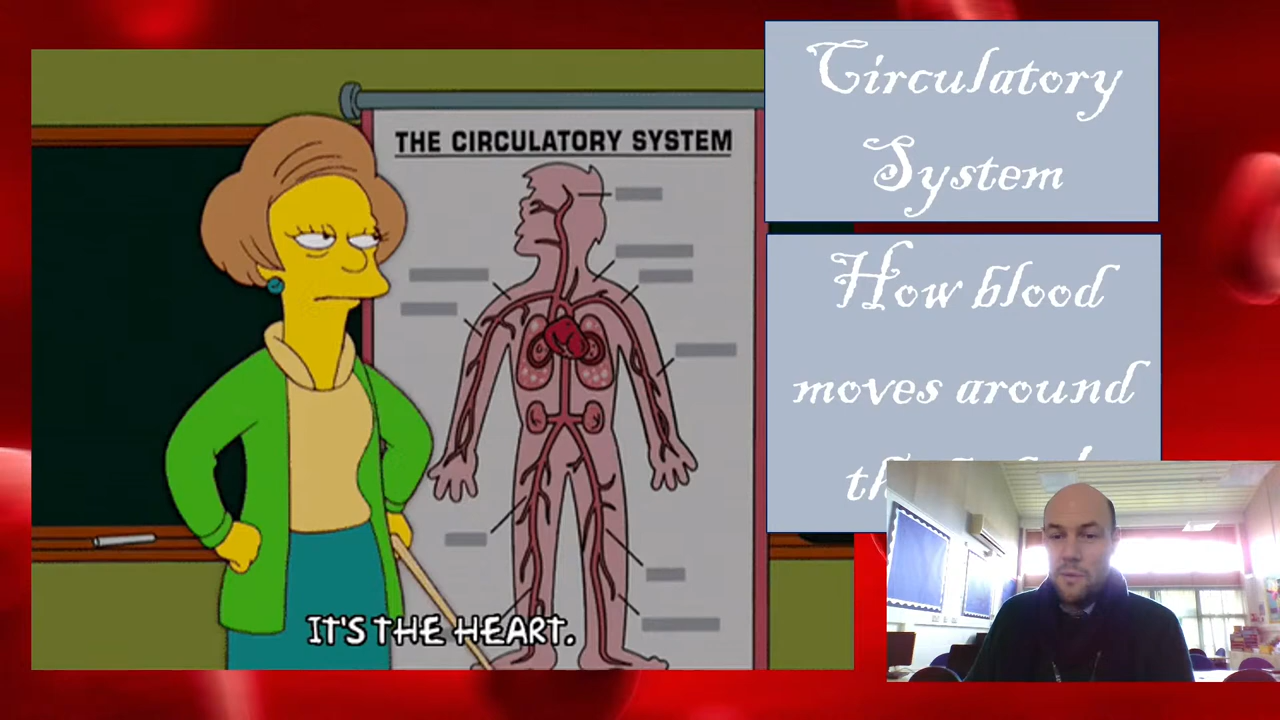 Circulatory
System
THE CIRCULATORY SYSTEM
How blood
moves around
IT'S THE HEART.